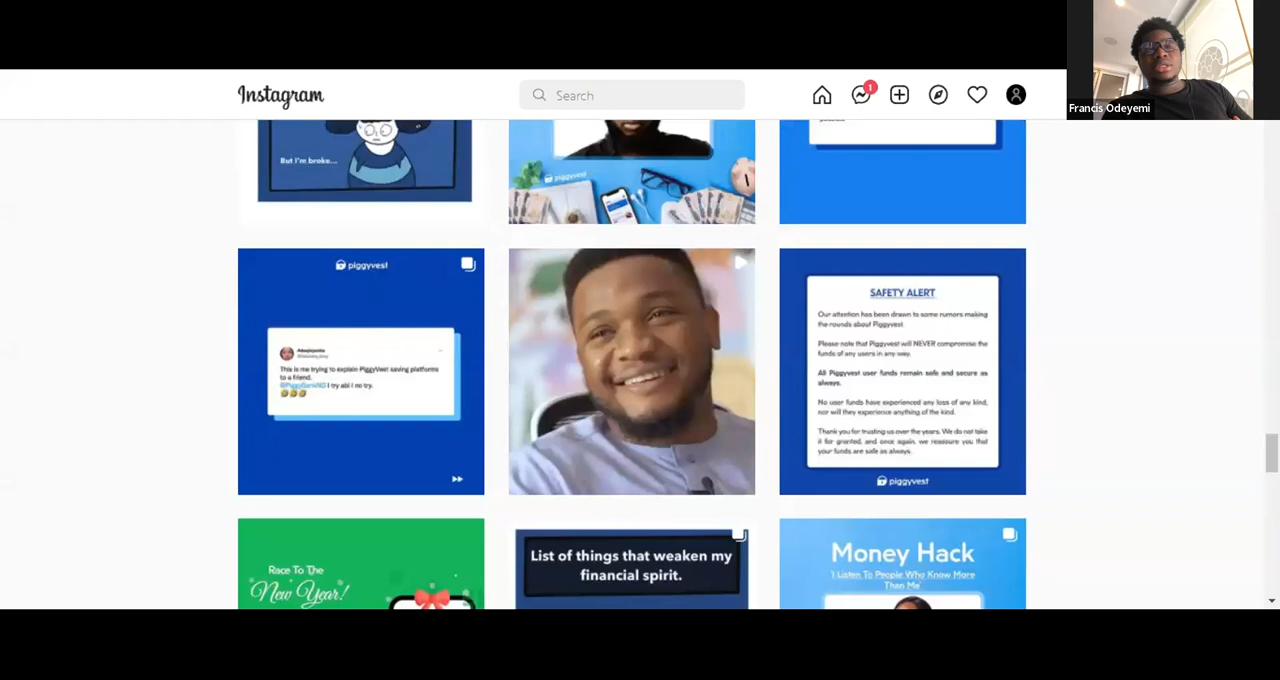 Instagram
Search
1
Francis Odeyemi
But I'm broke...
piggyvest
piggyvest
This is me trying to explain PiggyVest saving platforms
to a friend.
@PiggyBankNG I try abi I no try.
SAFETY ALERT
Our attention has been drawn to some rumors making
the rounds about Piggyvest.
Please note that Piggyvest will NEVER compromise the
funds of any users in any way.
All Piggyvest user funds remain safe and secure as
always.
No user funds have experienced any loss of any kind,
nor will they experience anything of the kind.
Thank you for trusting us over the years. We do not take
it for granted, and once again, we reassure you that
your funds are safe as always.
piggyvest
Race To The
New Year!
List of things that weaken my
financial spirit.
Money Hack
'I Listen To People Who Know More
Than Me'